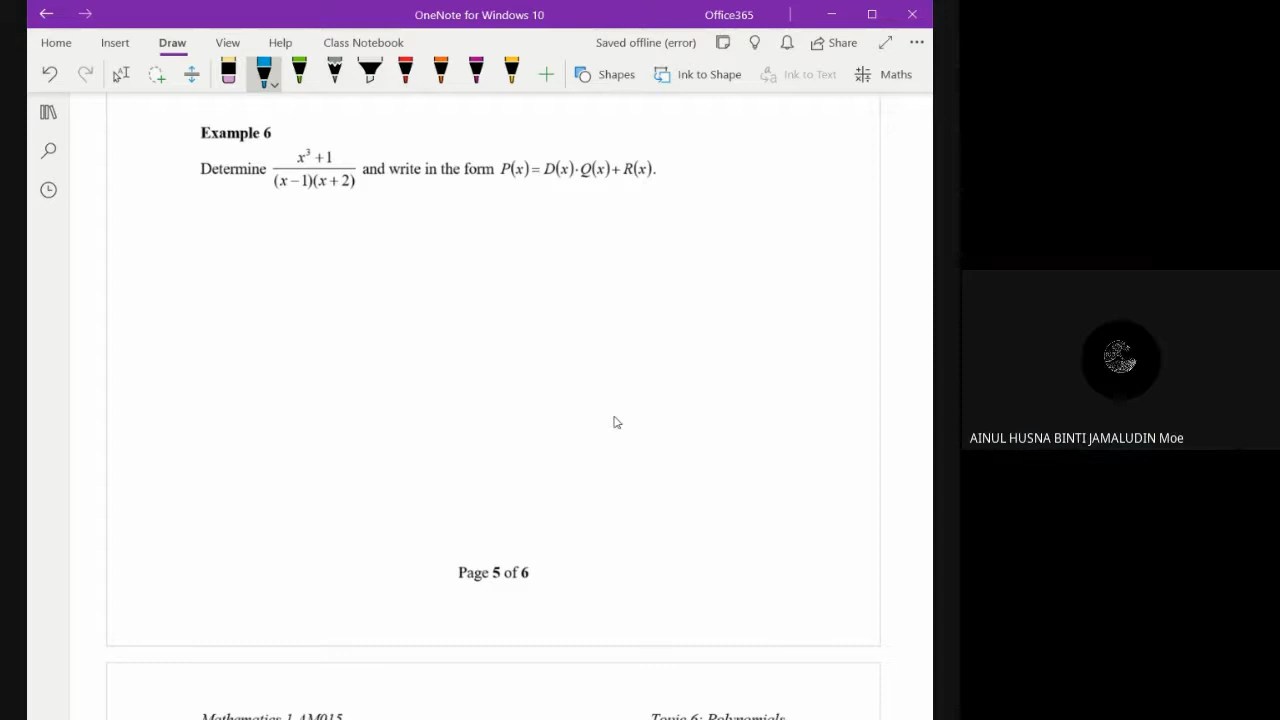 OneNote for Windows 10
Office365
Home Insert Draw View Help Class Notebook
Saved offline (error)
Share
Shapes
Ink to Shape
Ink to Text
Maths
Example 6
Determine \frac{x^3+1}{(x-1)(x+2)} and write in the form P(x) = D(x)·Q(x) + R(x).
AINUL HUSNA BINTI JAMALUDIN Moe
Page 5 of 6
Mathematics 1 AM015
Topic 6: Polynomials